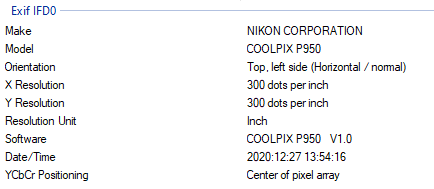 Exif IFD0
Make NIKON CORPORATION
Model COOLPIX P950
Orientation Top, left side (Horizontal / normal)
X Resolution 300 dots per inch
Y Resolution 300 dots per inch
Resolution Unit Inch
Software COOLPIX P950 V1.0
Date/Time 2020:12:27 13:54:16
YCbCr Positioning Center of pixel array